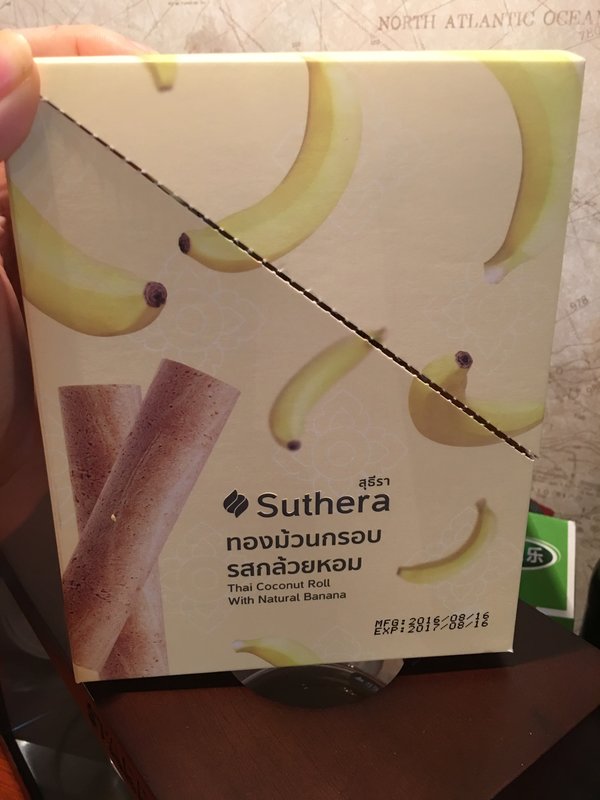 NORTH ATLANTIC OCEAN
978
สุธีรา
Suthera
ทองม้วนกรอบ
รสกล้วยหอม
Thai Coconut Roll
With Natural Banana
MFG:2016/08/16
EXP:2017/08/16
乐